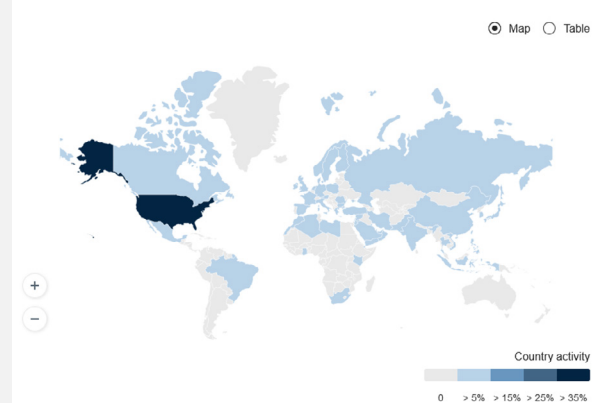 Map Table
+
−
Country activity
0 > 5% > 15% > 25% > 35%